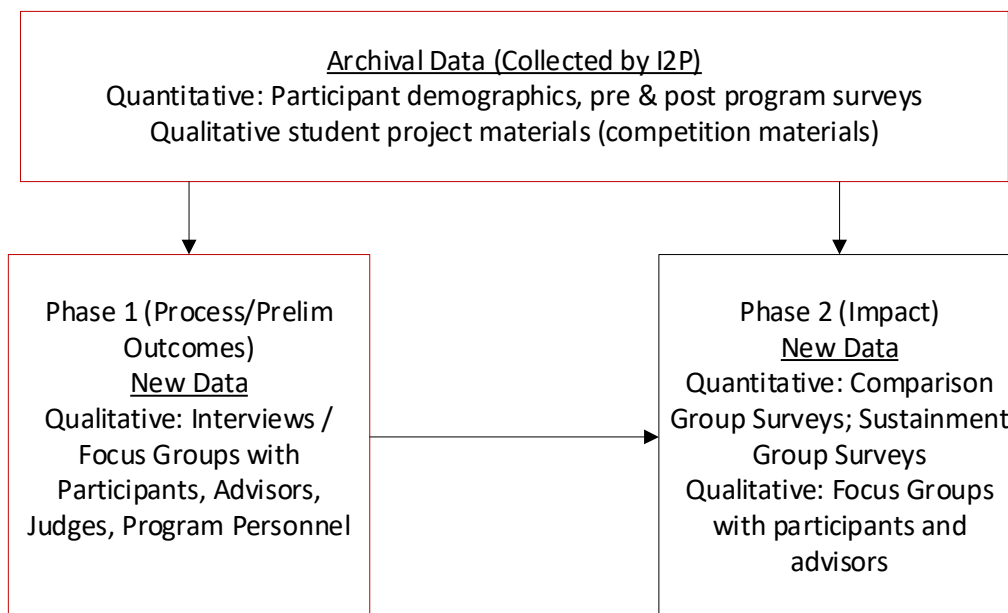 Archival Data (Collected by I2P)
Quantitative: Participant demographics, pre & post program surveys
Qualitative student project materials (competition materials)
Phase 1 (Process/Prelim
Outcomes)
New Data
Qualitative: Interviews /
Focus Groups with
Participants, Advisors,
Judges, Program Personnel
Phase 2 (Impact)
New Data
Quantitative: Comparison
Group Surveys; Sustainment
Group Surveys
Qualitative: Focus Groups
with participants and
advisors